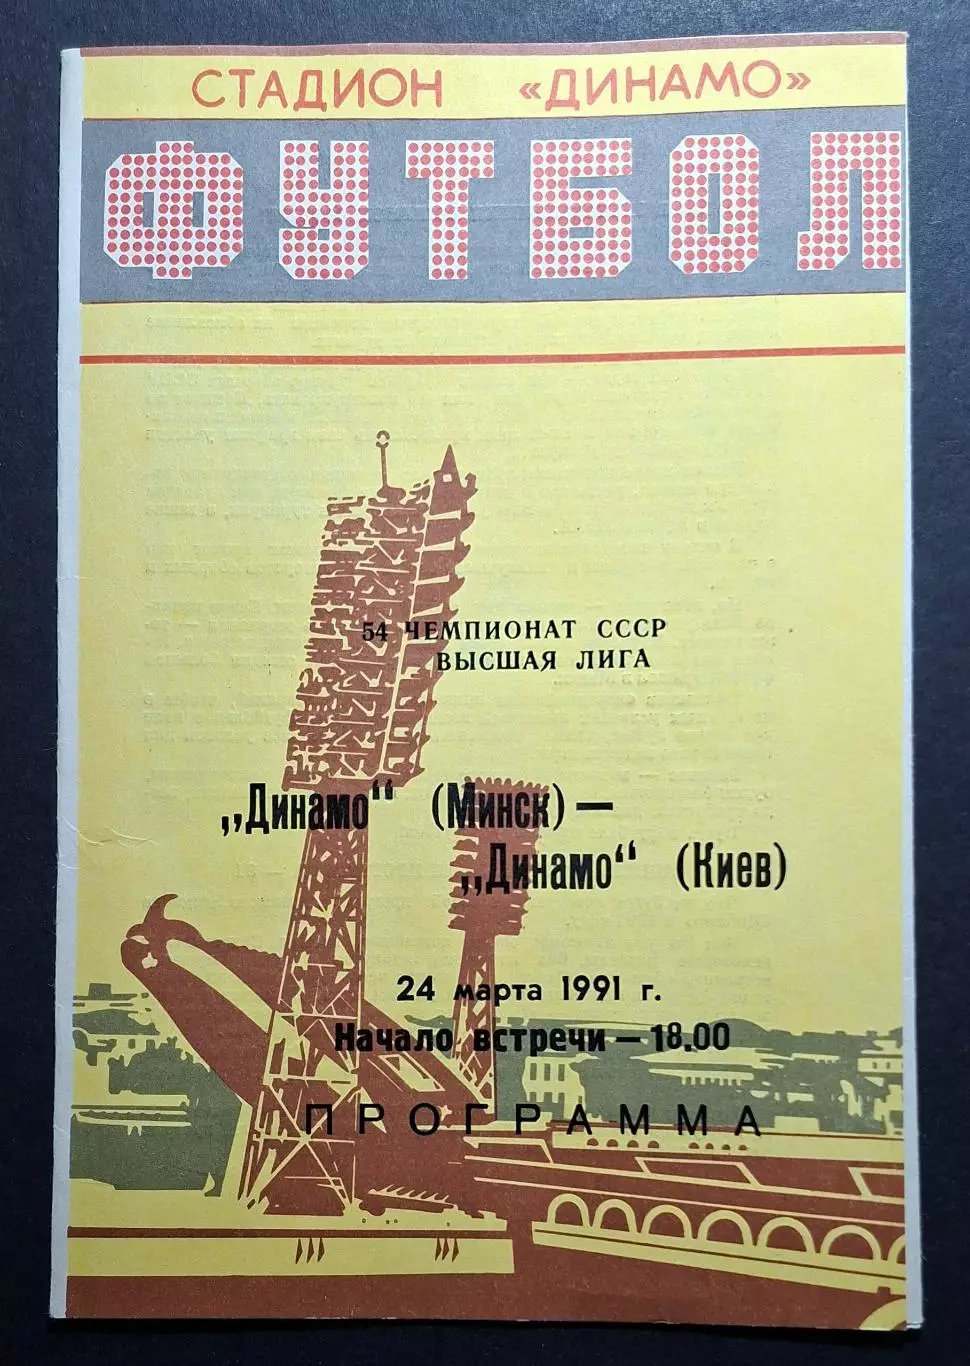 СТАДИОН «ДИНАМО»
ФУТБОЛ
54 ЧЕМПИОНАТ СССР
ВЫСШАЯ ЛИГА
„Динамо“ (Минск) —
„Динамо“ (Киев)
24 марта 1991 г.
Начало встречи — 18.00
ПРОГРАММА